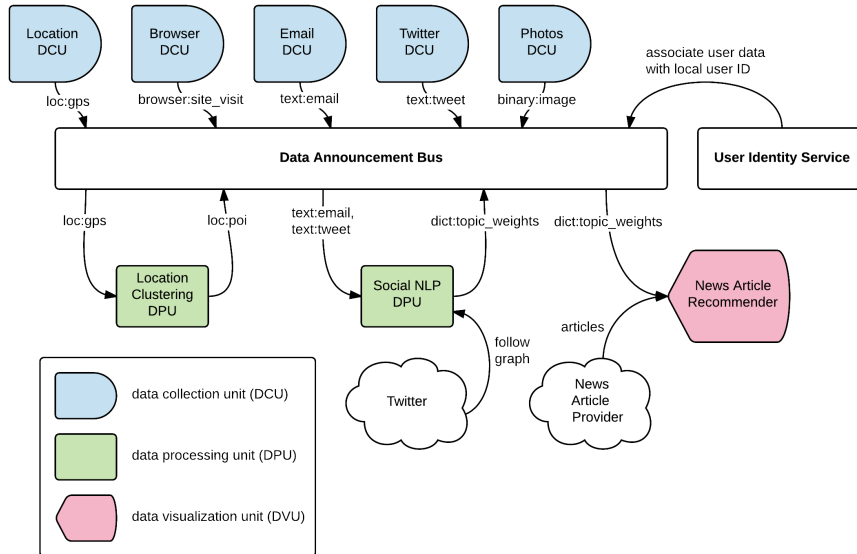 Location
DCU
Browser
DCU
Email
DCU
Twitter
DCU
Photos
DCU
associate user data
with local user ID
loc:gps
browser:site_visit
text:email
text:tweet
binary:image
Data Announcement Bus
User Identity Service
loc:gps
loc:poi
text:email,
text:tweet
dict:topic_weights
dict:topic_weights
Location
Clustering
DPU
Social NLP
DPU
News Article
Recommender
follow
graph
articles
Twitter
News
Article
Provider
data collection unit (DCU)
data processing unit (DPU)
data visualization unit (DVU)